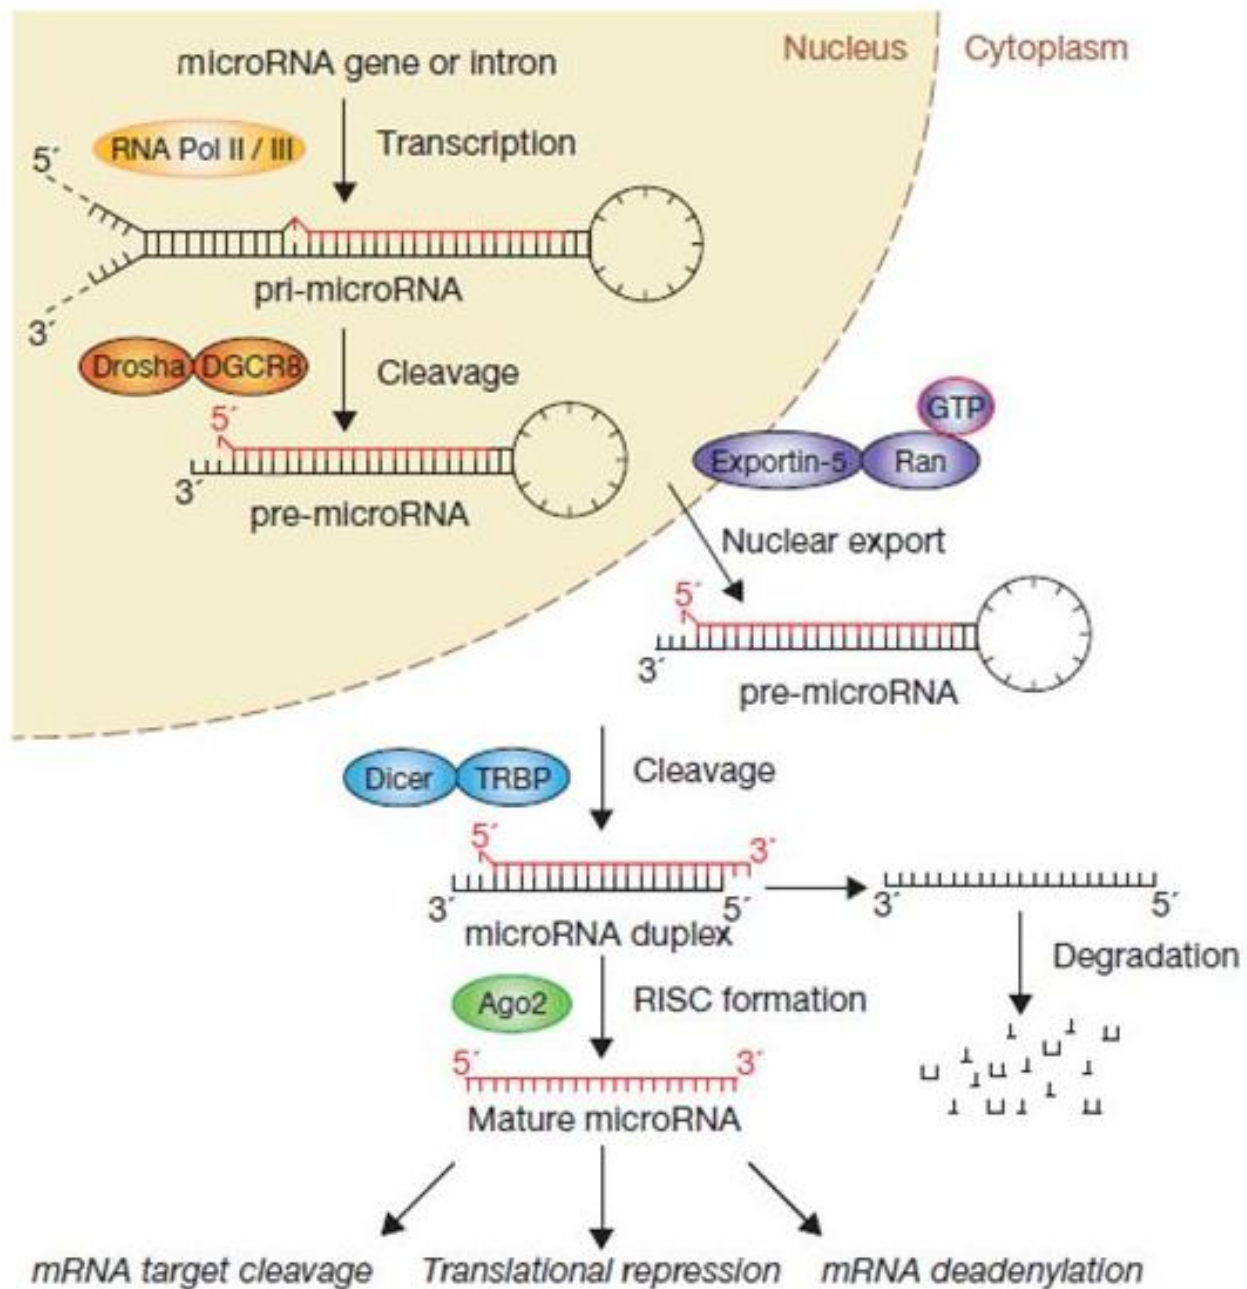 Nucleus
Cytoplasm
microRNA gene or intron
RNA Pol II / III
Transcription
5´
pri-microRNA
3´
Drosha
DGCR8
Cleavage
5´
3´
pre-microRNA
GTP
Exportin-5
Ran
Nuclear export
5´
3´
pre-microRNA
Dicer
TRBP
Cleavage
5´
3´
3´
5´
microRNA duplex
3´
5´
Degradation
Ago2
RISC formation
5´
3´
Mature microRNA
mRNA target cleavage
Translational repression
mRNA deadenylation